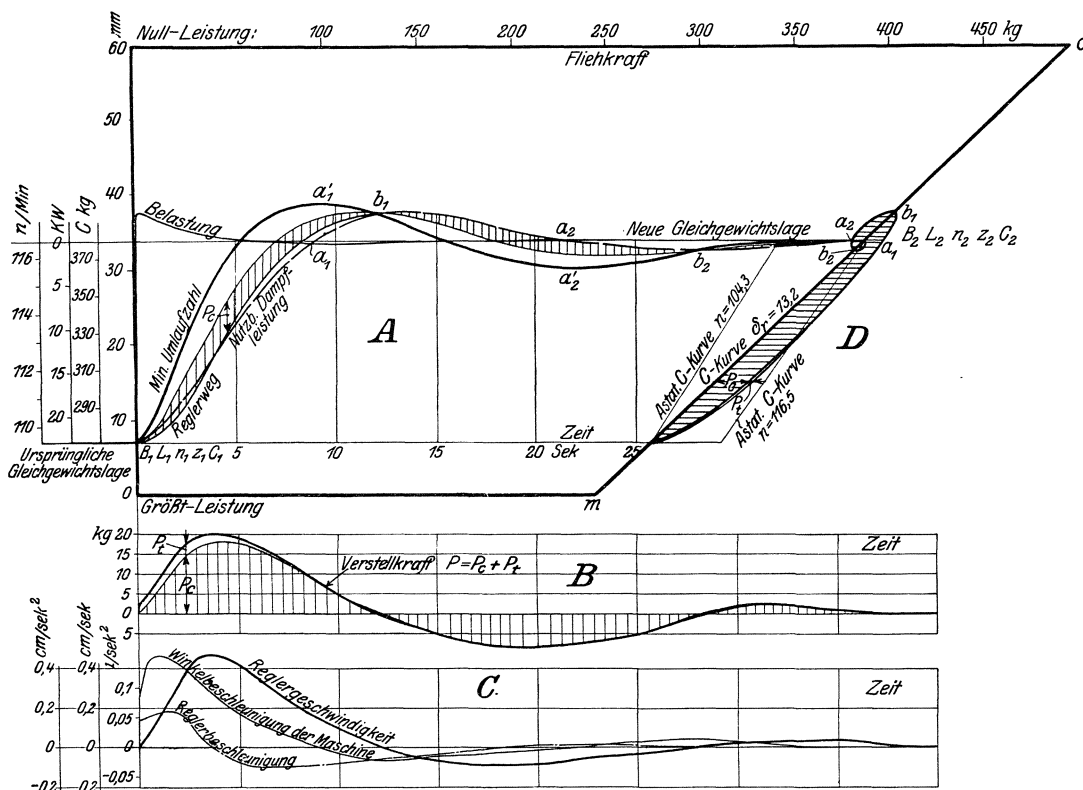 Null-Leistung: 100 150 200 250 300 350 400 450 kg
Fliehkraft
mm
60
50
40
30
20
10
0
n/Min
116
114
112
110
KW
0
5
10
15
20
C kg
370
350
330
310
290
Belastung
a'1
b1
a1
a2
a'2
b2
Neue Gleichgewichtslage
Min. Umlaufzahl
Pc
Nutzb. Dampf-
leistung
Reglerweg
A
Astat. C-Kurve n=104,3
C-Kurve δr=13,2
Astat. C-Kurve
n=116,5
D
Pc
Pt
a2
b1
B2 L2 n2 z2 C2
b2
a1
Ursprüngliche
Gleichgewichtslage
B1 L1 n1 z1 C1
5 10 15 20 25
Zeit
Sek
Größt-Leistung
m
kg 20
15
10
5
0
5
Pt
Pc
Verstellkraft P=Pc+Pt
B
Zeit
cm/sek²
0,4
0,2
0
-0,2
cm/sek
0,4
0,2
0
-0,2
1/sek²
0,1
0,05
0
-0,05
Winkelbeschleunigung der Maschine
Reglergeschwindigkeit
Reglerbeschleunigung
C.
Zeit